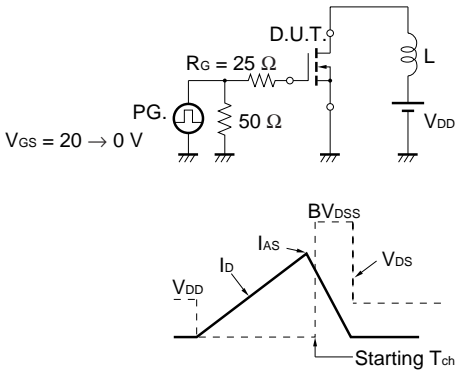 D.U.T.
RG = 25 Ω
L
PG.
50 Ω
VDD
VGS = 20 → 0 V
BVDSS
IAS
ID
VDS
VDD
Starting Tch